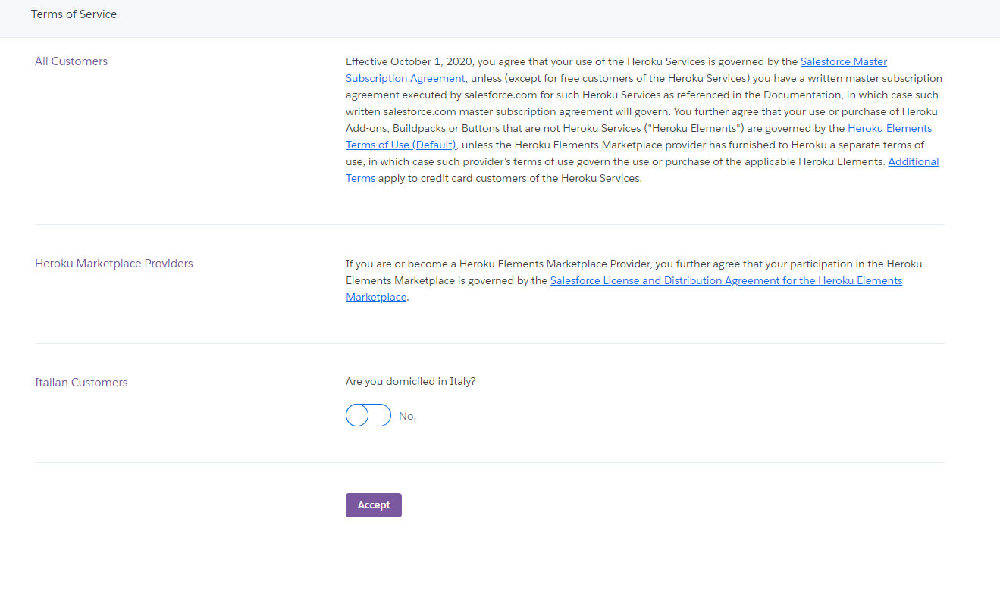 Terms of Service
All Customers
Effective October 1, 2020, you agree that your use of the Heroku Services is governed by the Salesforce Master
Subscription Agreement, unless (except for free customers of the Heroku Services) you have a written master subscription
agreement executed by salesforce.com for such Heroku Services as referenced in the Documentation, in which case such
written salesforce.com master subscription agreement will govern. You further agree that your use or purchase of Heroku
Add-ons, Buildpacks or Buttons that are not Heroku Services ("Heroku Elements") are governed by the Heroku Elements
Terms of Use (Default), unless the Heroku Elements Marketplace provider has furnished to Heroku a separate terms of
use, in which case such provider's terms of use govern the use or purchase of the applicable Heroku Elements. Additional
Terms apply to credit card customers of the Heroku Services.
Heroku Marketplace Providers
If you are or become a Heroku Elements Marketplace Provider, you further agree that your participation in the Heroku
Elements Marketplace is governed by the Salesforce License and Distribution Agreement for the Heroku Elements
Marketplace.
Italian Customers
Are you domiciled in Italy?
No.
Accept